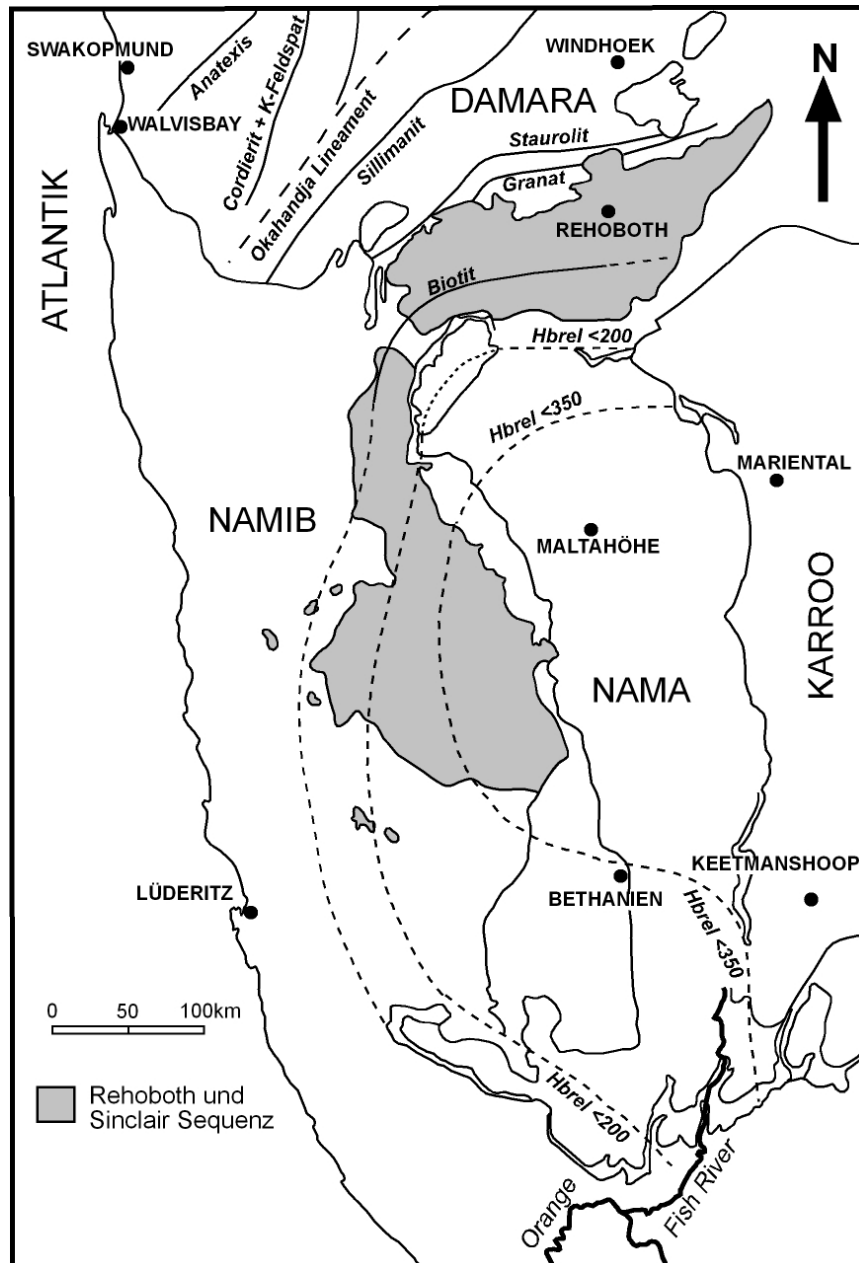 SWAKOPMUND
WINDHOEK
N
Anatexis
DAMARA
WALVISBAY
Cordierit + K-Feldspat
Okahandja Lineament
Sillimanit
Staurolit
Granat
ATLANTIK
REHOBOTH
Biotit
Hbrel <200
Hbrel <350
MARIENTAL
NAMIB
MALTAHÖHE
KARROO
NAMA
KEETMANSHOOP
LÜDERITZ
BETHANIEN
Hbrel <350
0 50 100km
Rehoboth und
Sinclair Sequenz
Hbrel <200
Orange
Fish River